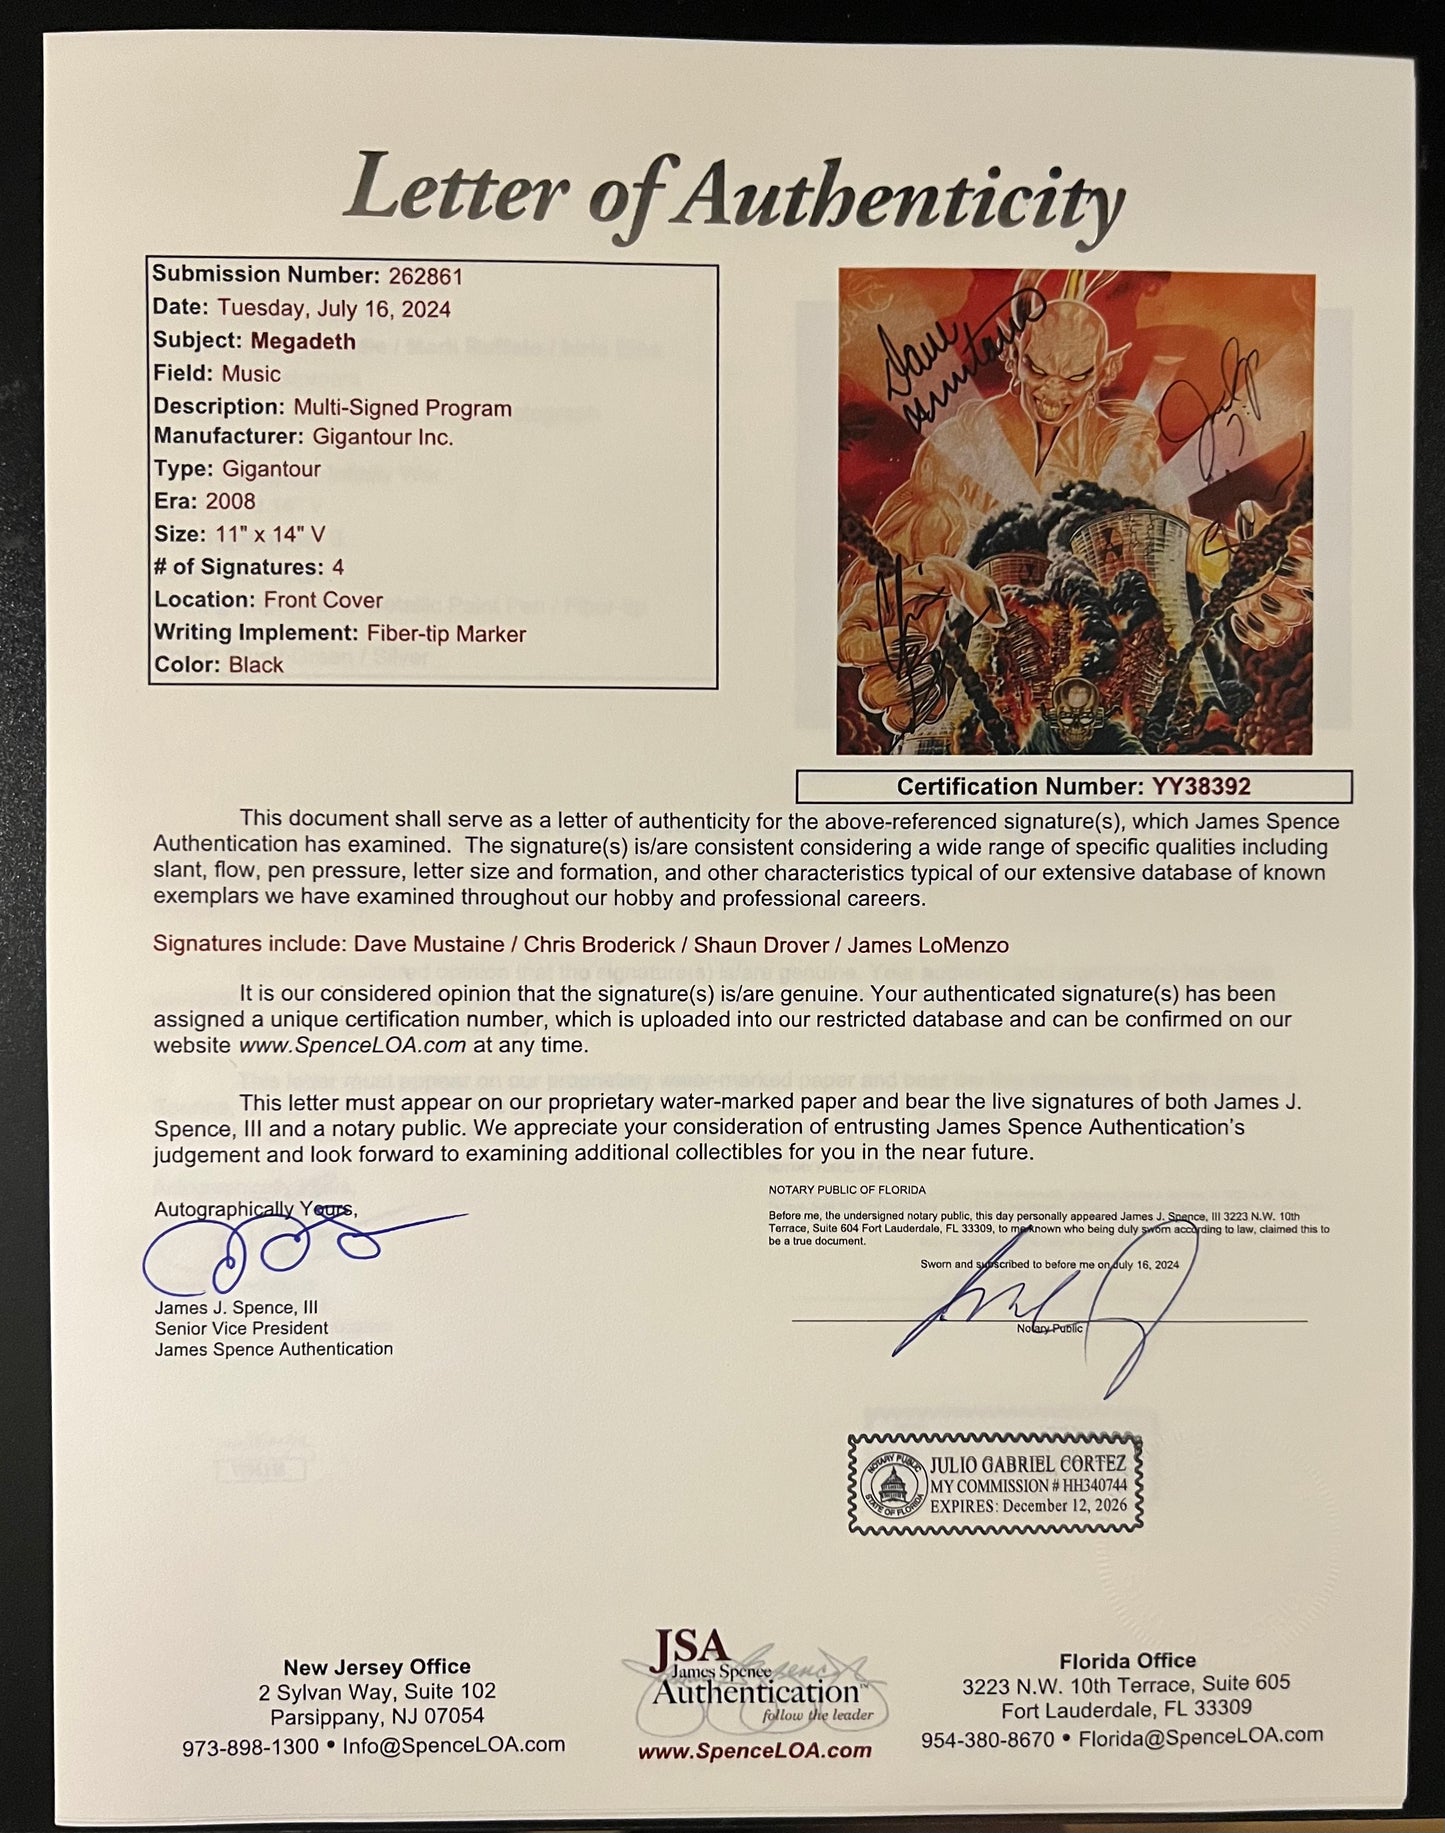 Letter of Authenticity
Submission Number: 262861
Date: Tuesday, July 16, 2024
Subject: Megadeth
Field: Music
Description: Multi-Signed Program
Manufacturer: Gigantour Inc.
Type: Gigantour
Era: 2008
Size: 11" x 14" V
# of Signatures: 4
Location: Front Cover
Writing Implement: Fiber-tip Marker
Color: Black
Dave
Mustaine
Chris
Certification Number: YY38392
This document shall serve as a letter of authenticity for the above-referenced signature(s), which James Spence
Authentication has examined. The signature(s) is/are consistent considering a wide range of specific qualities including
slant, flow, pen pressure, letter size and formation, and other characteristics typical of our extensive database of known
exemplars we have examined throughout our hobby and professional careers.
Signatures include: Dave Mustaine / Chris Broderick / Shaun Drover / James LoMenzo
It is our considered opinion that the signature(s) is/are genuine. Your authenticated signature(s) has been
assigned a unique certification number, which is uploaded into our restricted database and can be confirmed on our
website www.SpenceLOA.com at any time.
This letter must appear on our proprietary water-marked paper and bear the live signatures of both James J.
Spence, III and a notary public. We appreciate your consideration of entrusting James Spence Authentication's
judgement and look forward to examining additional collectibles for you in the near future.
Autographically Yours,
James J. Spence, III
Senior Vice President
James Spence Authentication
NOTARY PUBLIC OF FLORIDA
Before me, the undersigned notary public, this day personally appeared James J. Spence, III 3223 N.W. 10th
Terrace, Suite 604 Fort Lauderdale, FL 33309, to me known who being duly sworn according to law, claimed this to
be a true document.
Sworn and subscribed to before me on July 16, 2024
Notary Public
NOTARY PUBLIC
STATE OF FLORIDA
JULIO GABRIEL CORTEZ
MY COMMISSION # HH340744
EXPIRES: December 12, 2026
New Jersey Office
2 Sylvan Way, Suite 102
Parsippany, NJ 07054
973-898-1300 • Info@SpenceLOA.com
JSA
James Spence
Authentication™
follow the leader
www.SpenceLOA.com
Florida Office
3223 N.W. 10th Terrace, Suite 605
Fort Lauderdale, FL 33309
954-380-8670 • Florida@SpenceLOA.com